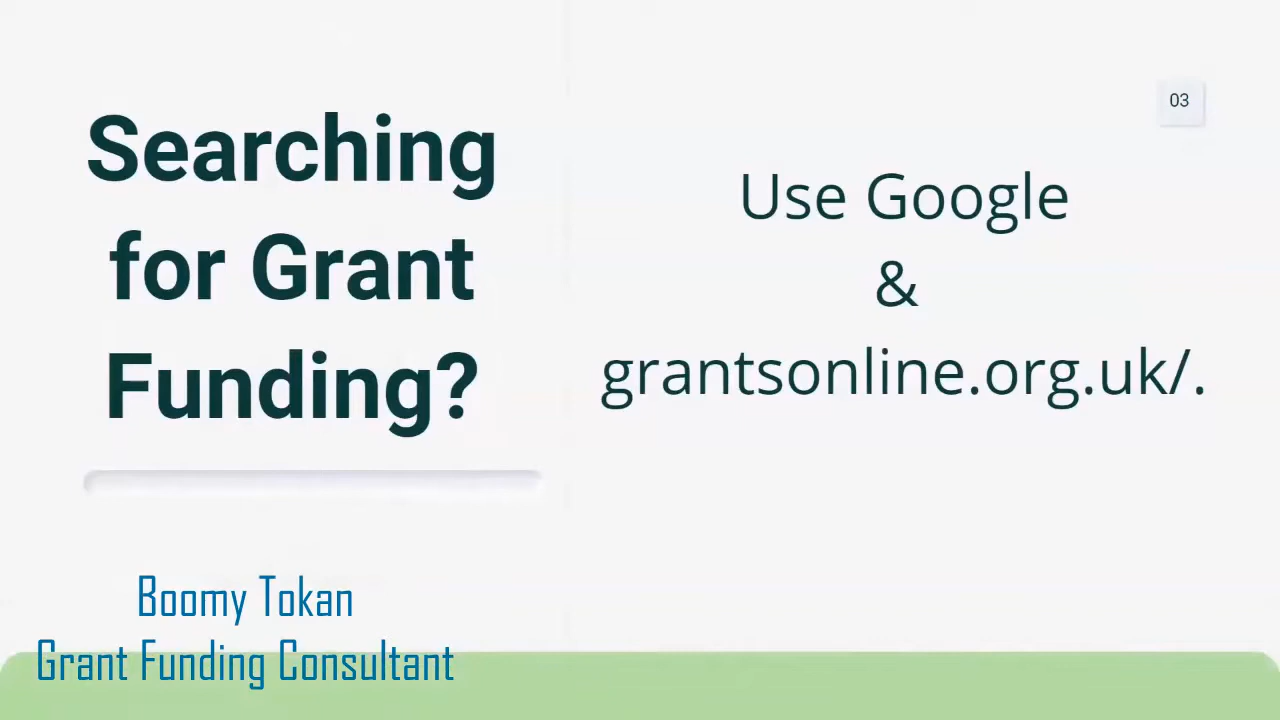 Searching
for Grant
Funding?
03
Use Google
&
grantsonline.org.uk/.
Boomy Tokan
Grant Funding Consultant